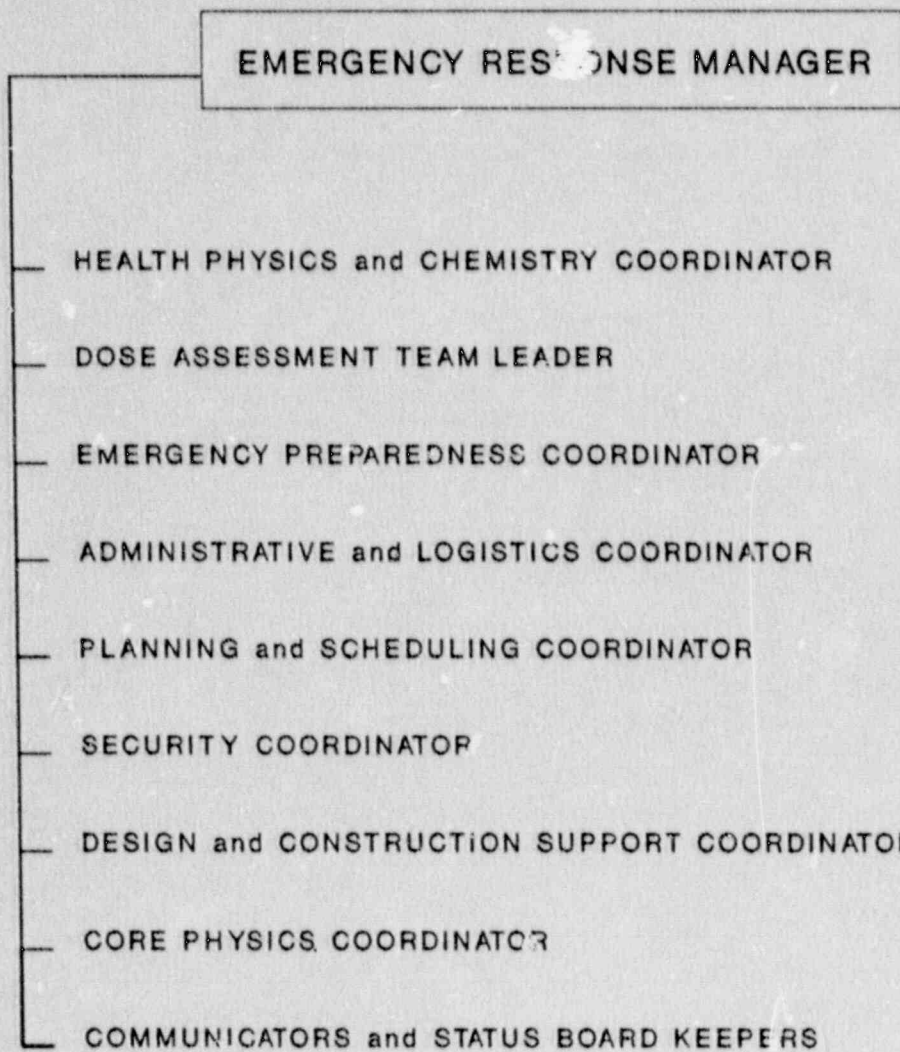 EMERGENCY RESPONSE MANAGER
HEALTH PHYSICS and CHEMISTRY COORDINATOR
DOSE ASSESSMENT TEAM LEADER
EMERGENCY PREPAREDNESS COORDINATOR
ADMINISTRATIVE and LOGISTICS COORDINATOR
PLANNING and SCHEDULING COORDINATOR
SECURITY COORDINATOR
DESIGN and CONSTRUCTION SUPPORT COORDINATOR
CORE PHYSICS COORDINATOR
COMMUNICATORS and STATUS BOARD KEEPERS